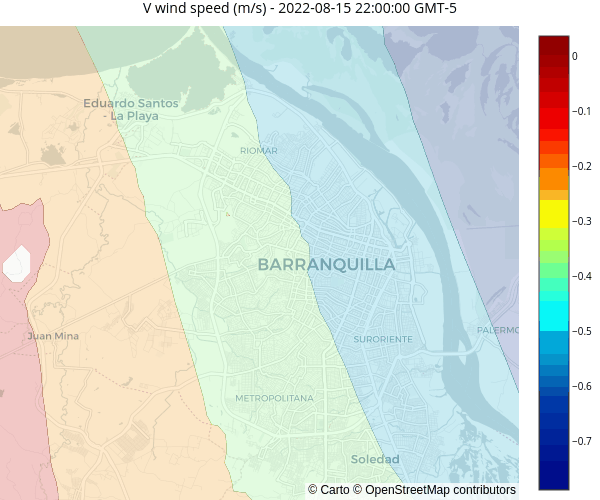 V wind speed (m/s) - 2022-08-15 22:00:00 GMT-5
0
−0.1
Eduardo Santos
- La Playa
RIOMAR
−0.2
−0.3
BARRANQUILLA
−0.4
−0.5
PALERMO
Juan Mina
SURORIENTE
−0.6
METROPOLITANA
−0.7
Soledad
© Carto © OpenStreetMap contributors